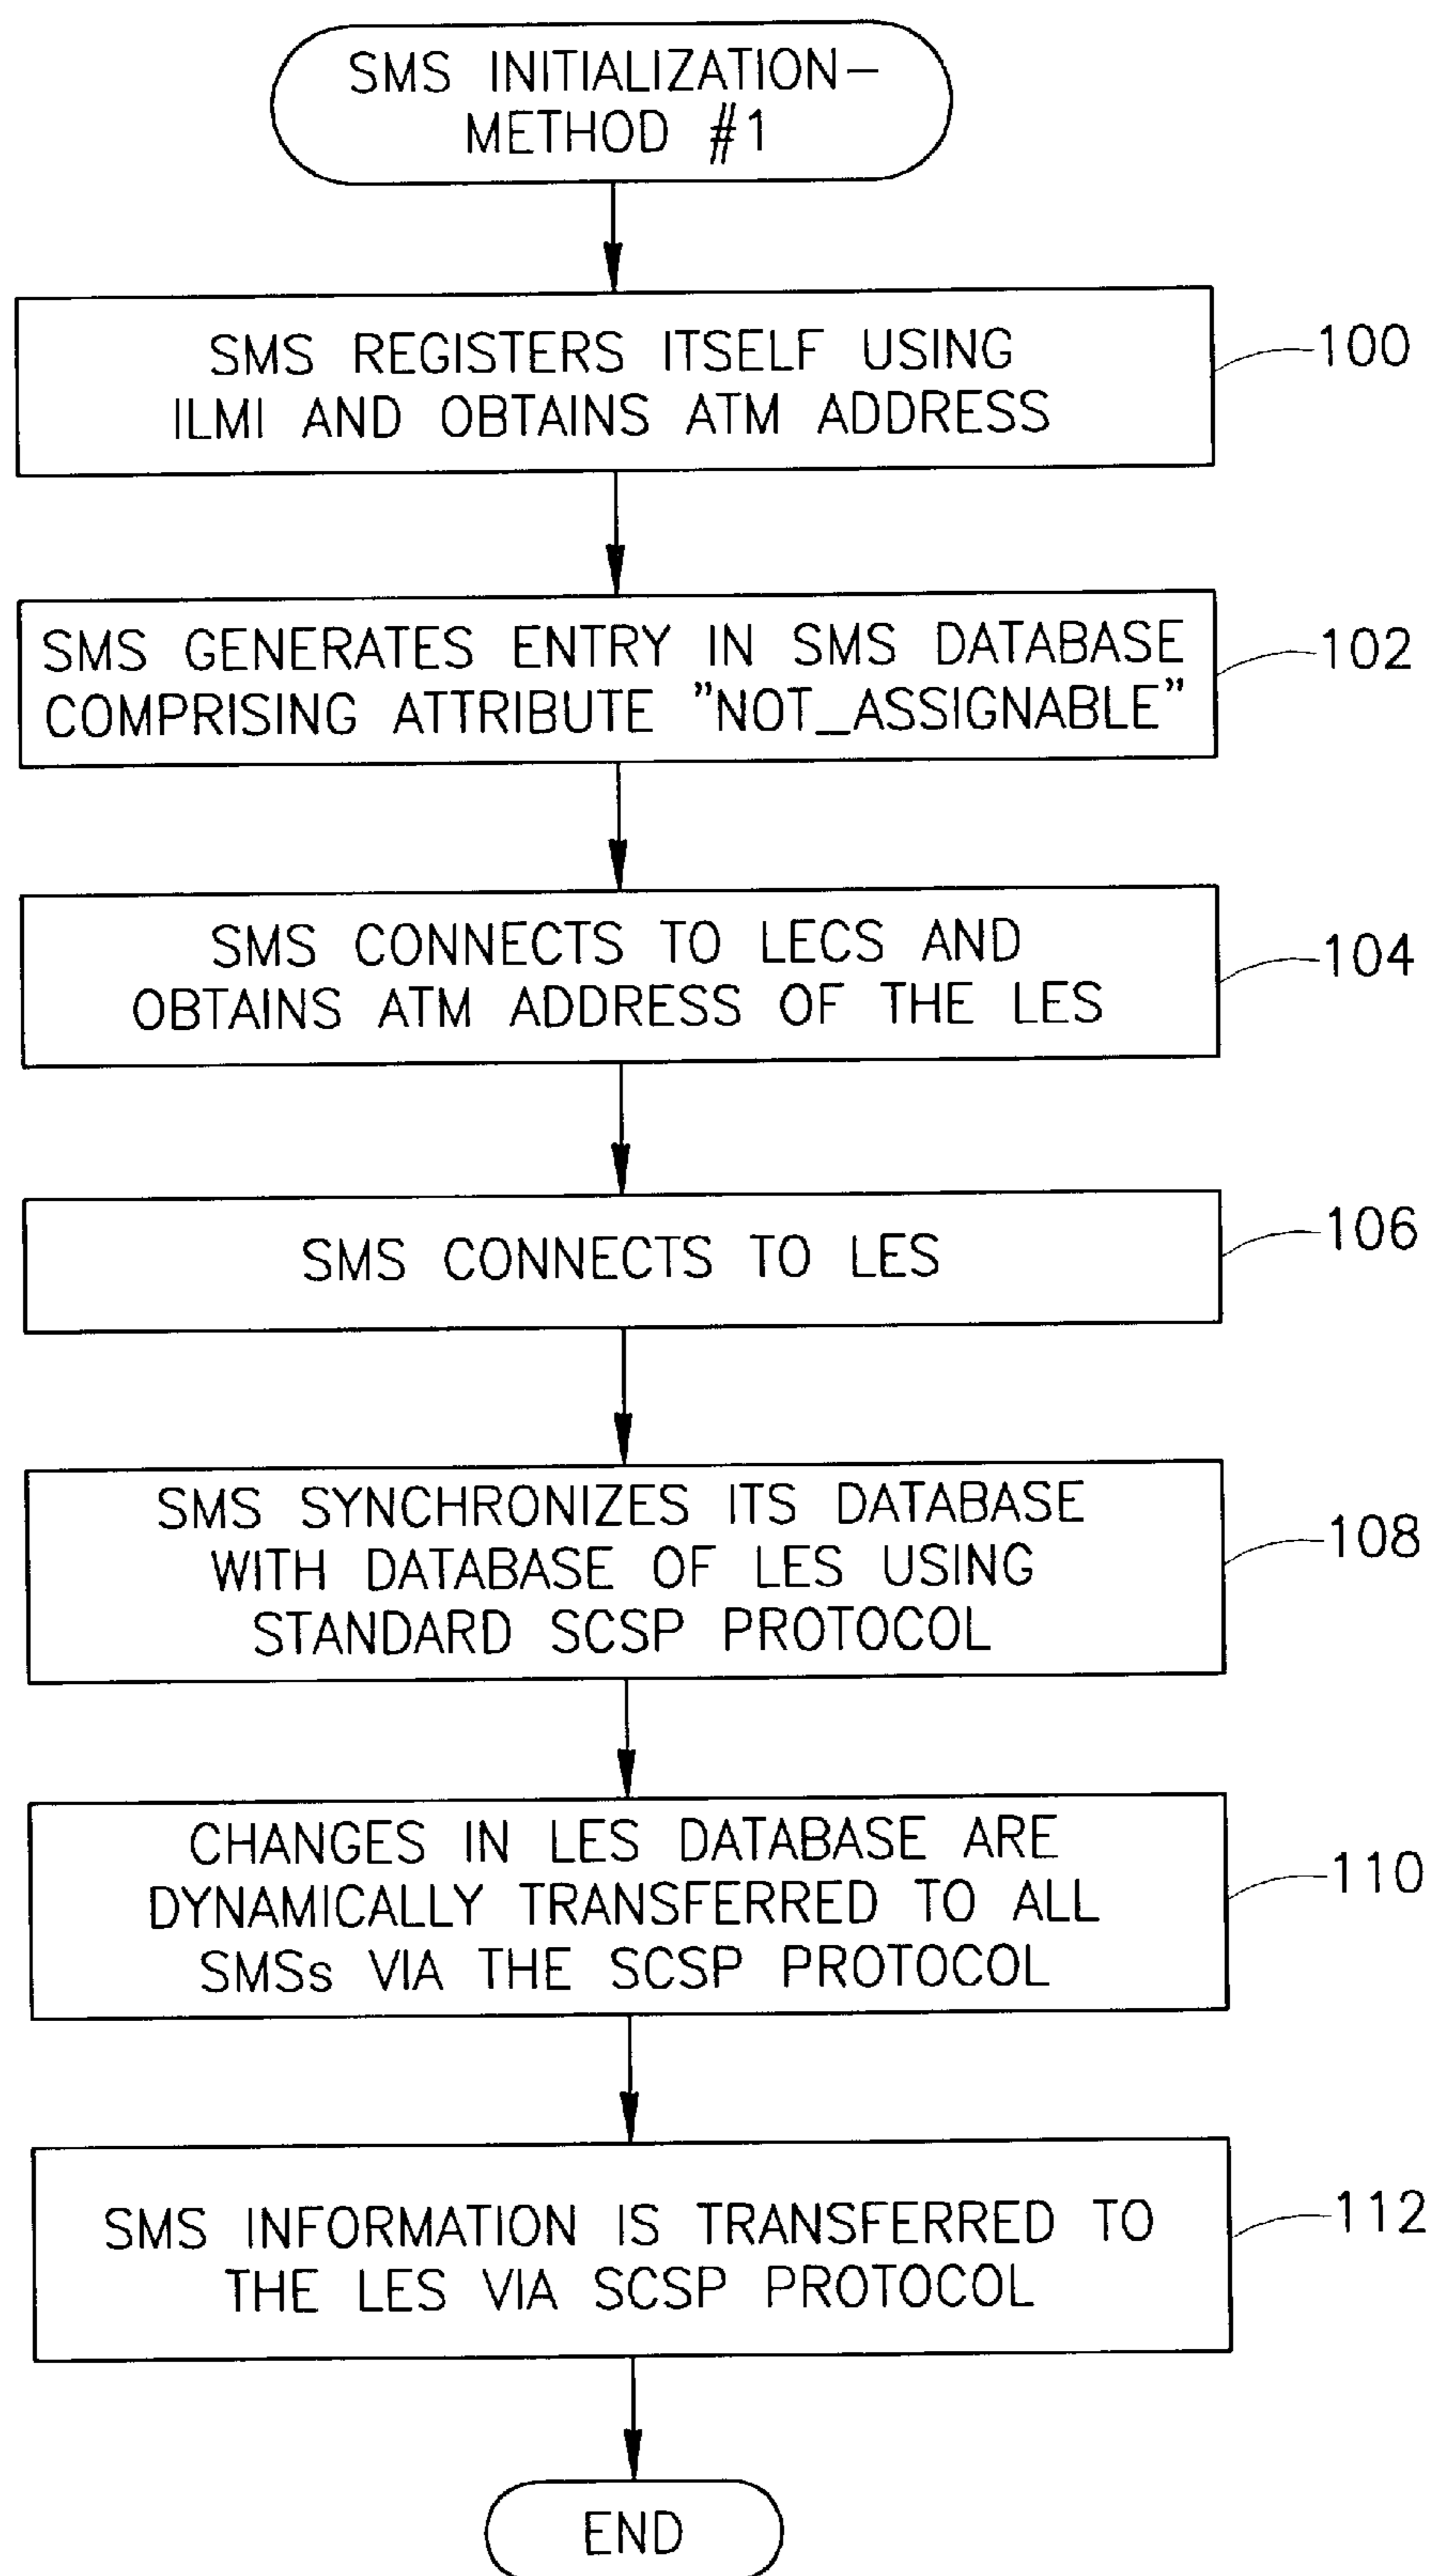 SMS INITIALIZATION-
METHOD #1
SMS REGISTERS ITSELF USING
ILMI AND OBTAINS ATM ADDRESS
100
SMS GENERATES ENTRY IN SMS DATABASE
COMPRISING ATTRIBUTE "NOT_ASSIGNABLE"
102
SMS CONNECTS TO LECS AND
OBTAINS ATM ADDRESS OF THE LES
104
SMS CONNECTS TO LES
106
SMS SYNCHRONIZES ITS DATABASE
WITH DATABASE OF LES USING
STANDARD SCSP PROTOCOL
108
CHANGES IN LES DATABASE ARE
DYNAMICALLY TRANSFERRED TO ALL
SMSs VIA THE SCSP PROTOCOL
110
SMS INFORMATION IS TRANSFERRED TO
THE LES VIA SCSP PROTOCOL
112
END